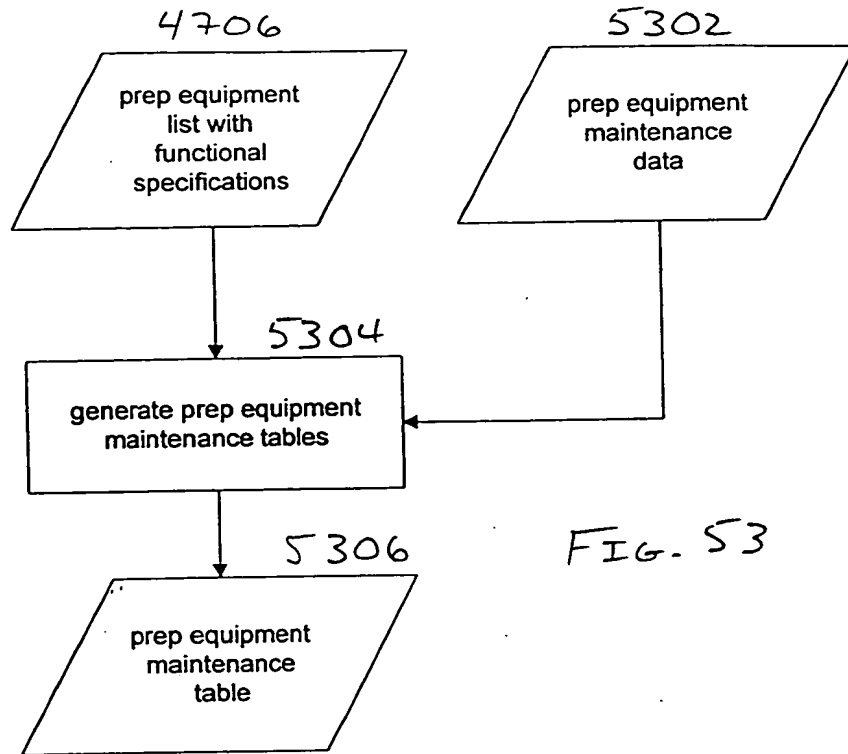 4706
prep equipment
list with
functional
specifications
5302
prep equipment
maintenance
data
5304
generate prep equipment
maintenance tables
5306
prep equipment
maintenance
table
FIG. 53